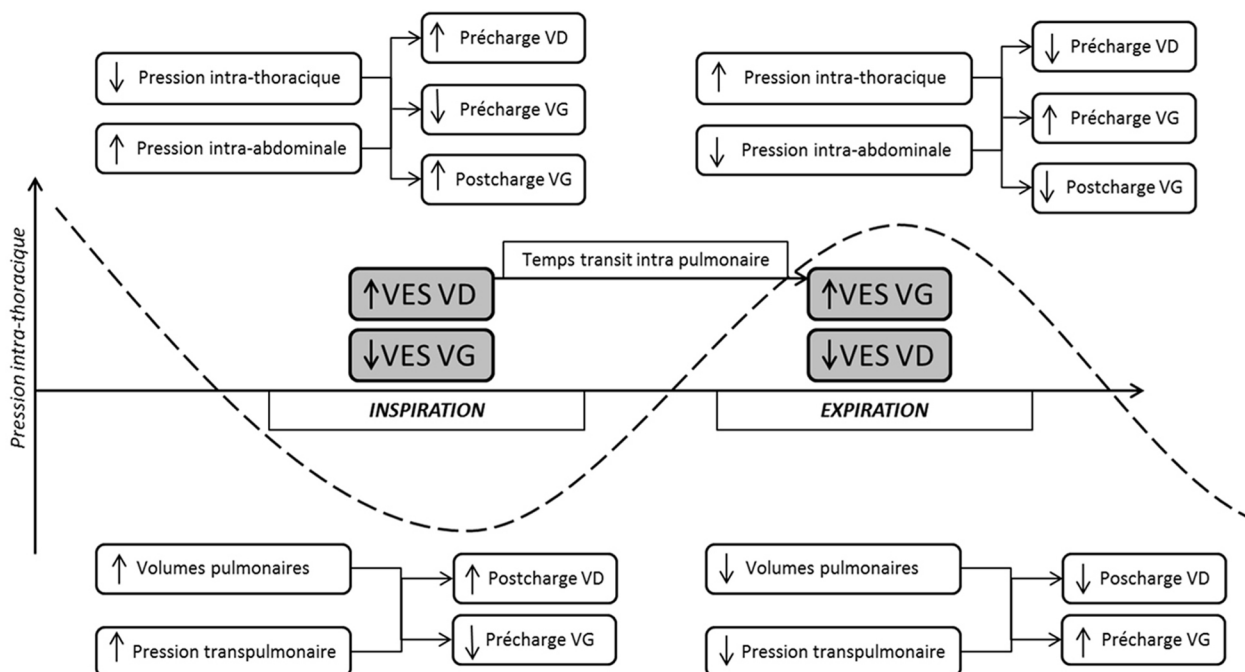 ↓ Pression intra-thoracique
↑ Pression intra-abdominale
↑ Précharge VD
↓ Précharge VG
↑ Postcharge VG
↑ Pression intra-thoracique
↓ Pression intra-abdominale
↓ Précharge VD
↑ Précharge VG
↓ Postcharge VG
Pression intra-thoracique
Temps transit intra pulmonaire
↑VES VD
↓VES VG
↑VES VG
↓VES VD
INSPIRATION
EXPIRATION
↑ Volumes pulmonaires
↑ Pression transpulmonaire
↑ Postcharge VD
↓ Précharge VG
↓ Volumes pulmonaires
↓ Pression transpulmonaire
↓ Poscharge VD
↑ Précharge VG